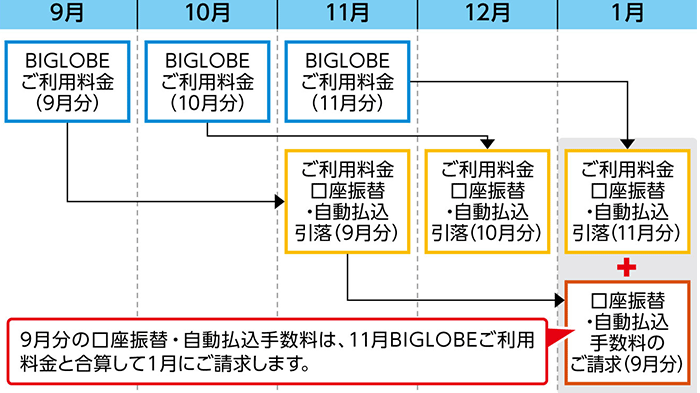 9月
10月
11月
12月
1月
BIGLOBE
ご利用料金
(9月分)
BIGLOBE
ご利用料金
(10月分)
BIGLOBE
ご利用料金
(11月分)
ご利用料金
口座振替
・自動払込
引落(9月分)
ご利用料金
口座振替
・自動払込
引落(10月分)
ご利用料金
口座振替
・自動払込
引落(11月分)
+
口座振替
・自動払込
手数料の
ご請求(9月分)
9月分の口座振替・自動払込手数料は、11月BIGLOBEご利用
料金と合算して1月にご請求します。